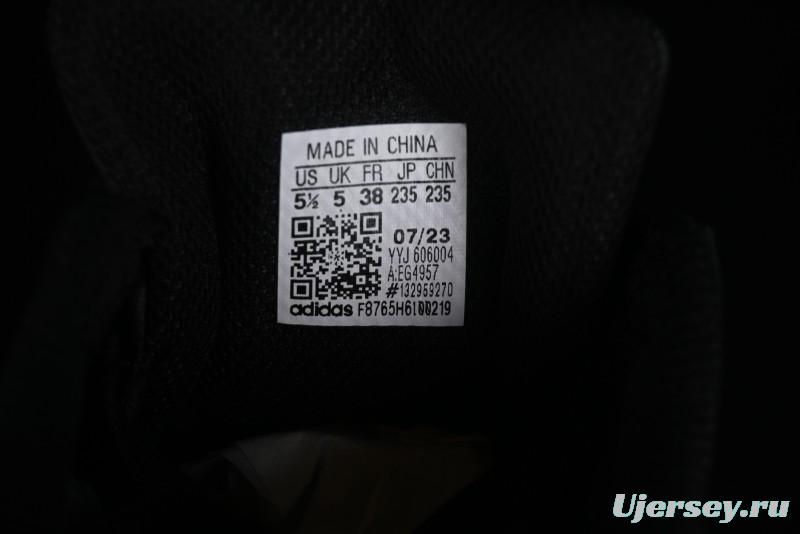 MADE IN CHINA
US UK FR JP CHN
5½ 5 38 235 235
07/23
YYJ 606004
A:EG4957
#132959270
adidas F8765H6100219
Ujersey.ru